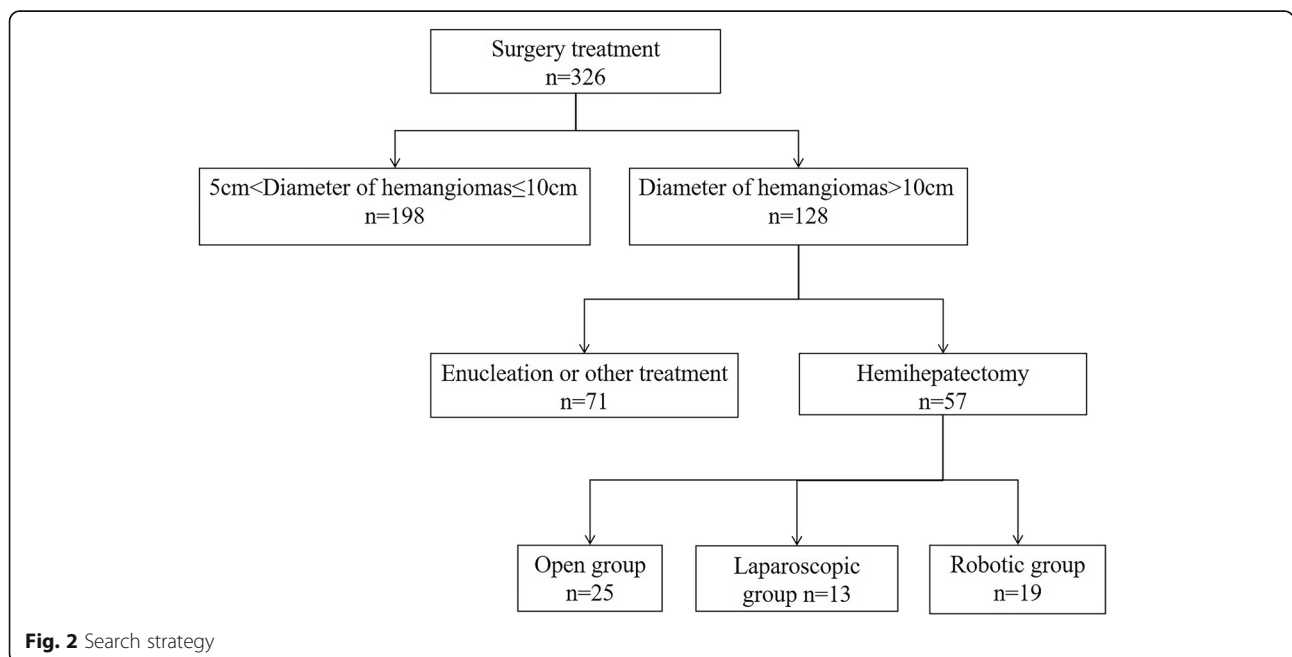 Surgery treatment
n=326
5cm<Diameter of hemangiomas≤10cm
n=198
Diameter of hemangiomas>10cm
n=128
Enucleation or other treatment
n=71
Hemihepatectomy
n=57
Open group
n=25
Laparoscopic
group n=13
Robotic group
n=19
Fig. 2 Search strategy